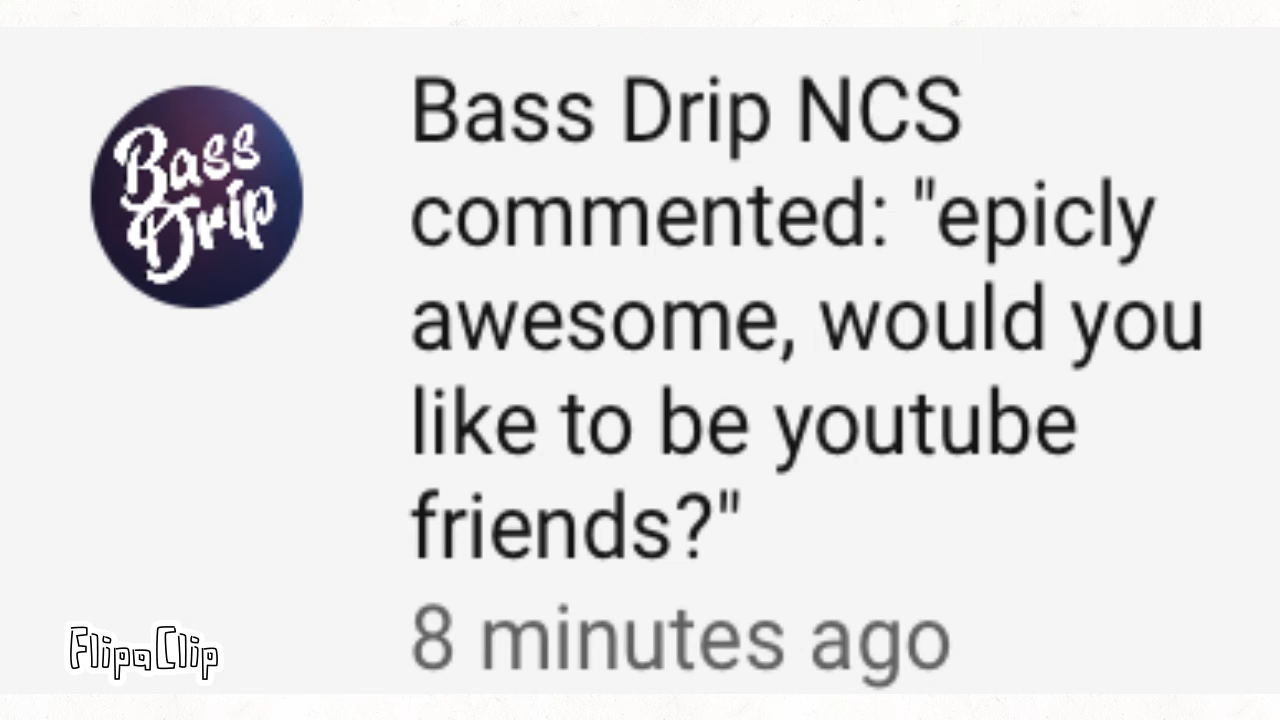 Bass
Drip
Bass Drip NCS
commented: "epicly
awesome, would you
like to be youtube
friends?"
8 minutes ago
FlipaClip